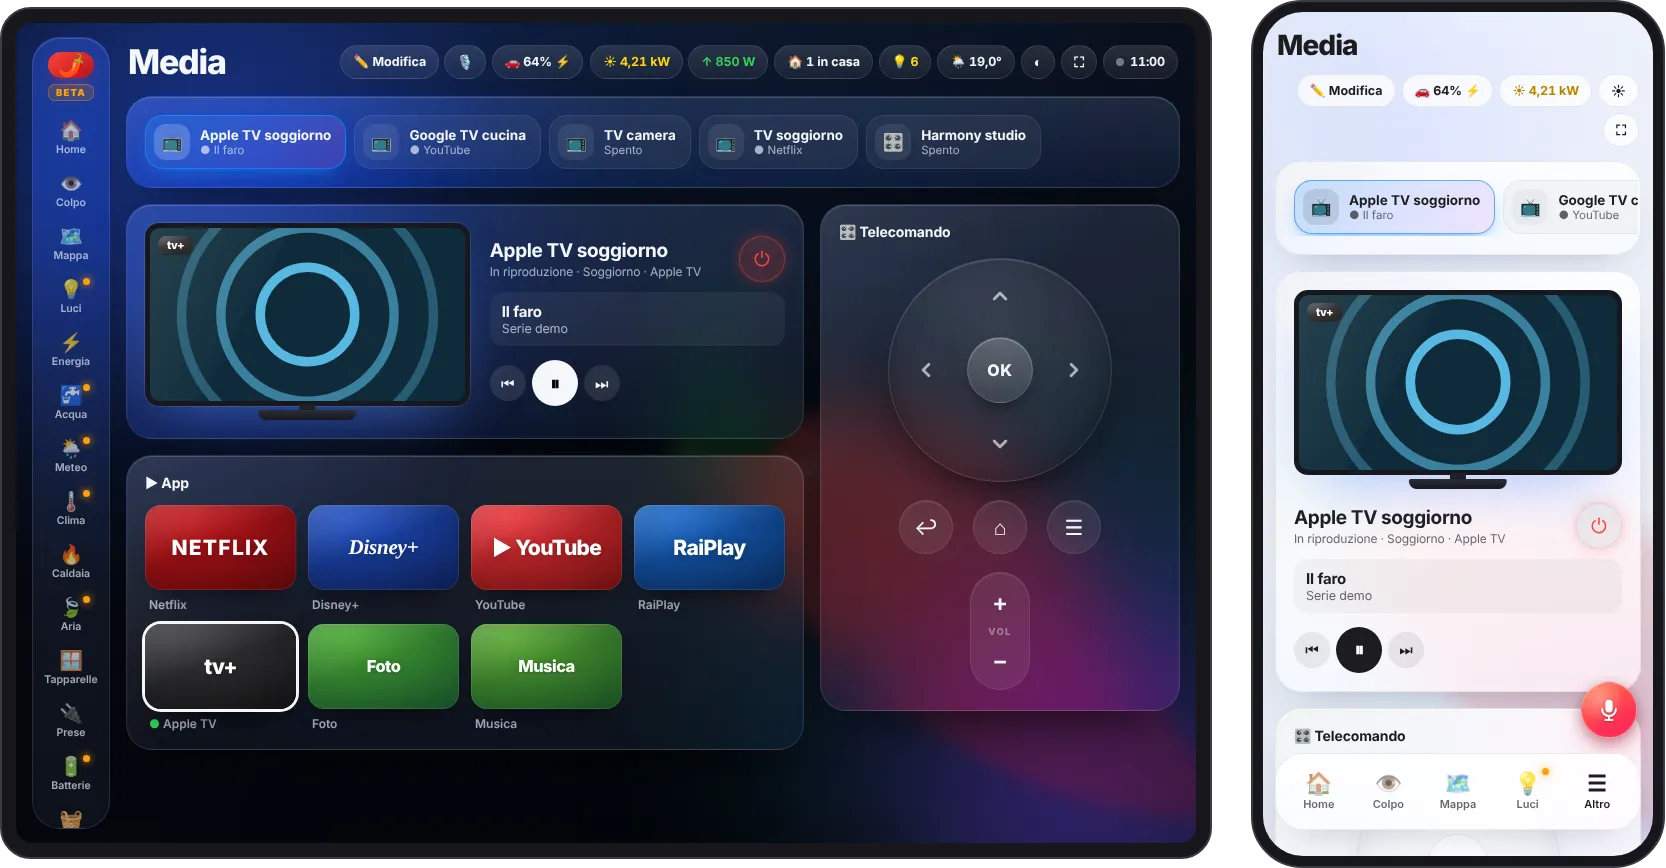 BETA
Home
Colpo
Mappa
Luci
Energia
Acqua
Meteo
Clima
Caldaia
Aria
Tapparelle
Prese
Batterie
Media
Modifica
64%
4,21 kW
↑ 850 W
1 in casa
6
19,0°
11:00
Apple TV soggiorno
Il faro
Google TV cucina
YouTube
TV camera
Spento
TV soggiorno
Netflix
Harmony studio
Spento
tv+
Apple TV soggiorno
In riproduzione · Soggiorno · Apple TV
Il faro
Serie demo
App
NETFLIX
Netflix
Disney+
Disney+
YouTube
YouTube
RaiPlay
RaiPlay
tv+
Apple TV
Foto
Foto
Musica
Musica
Telecomando
OK
+
VOL
−
Media
Modifica
64%
4,21 kW
Apple TV soggiorno
Il faro
Google TV c
YouTube
tv+
Apple TV soggiorno
In riproduzione · Soggiorno · Apple TV
Il faro
Serie demo
Telecomando
Home
Colpo
Mappa
Luci
Altro